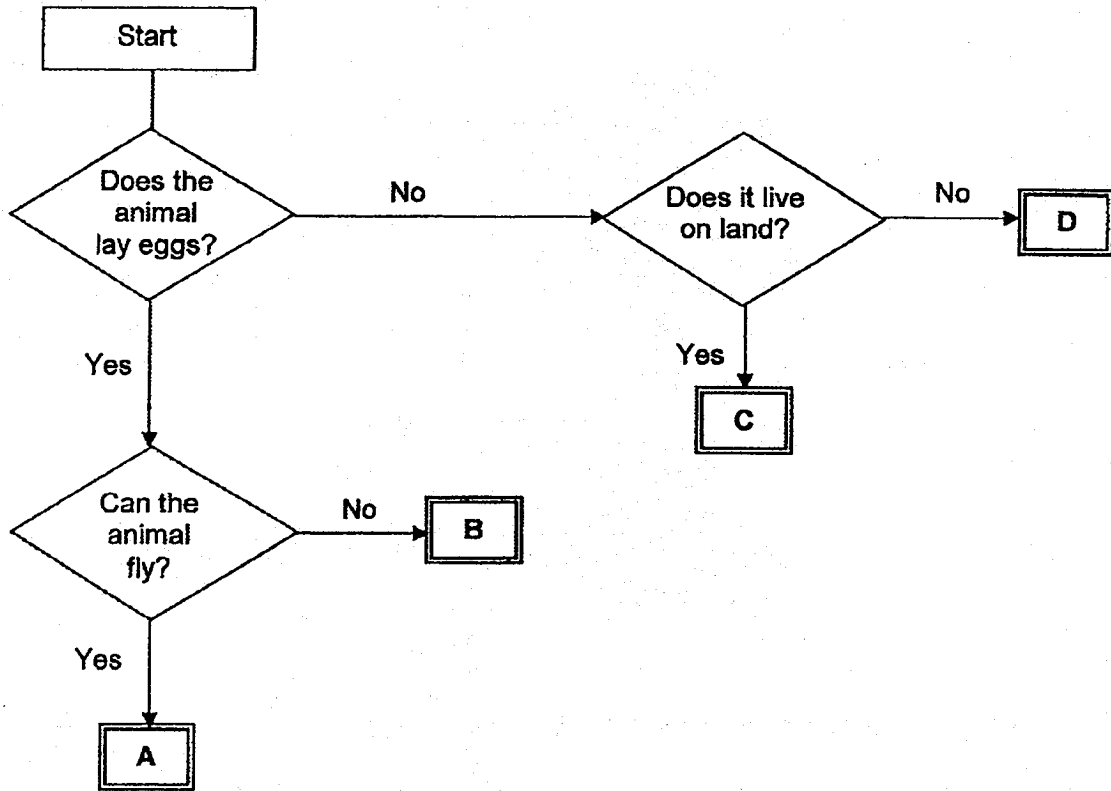 Start
Does the
animal
lay eggs?
No
Does it live
on land?
No
D
Yes
Yes
C
Can the
animal
fly?
No
B
Yes
A